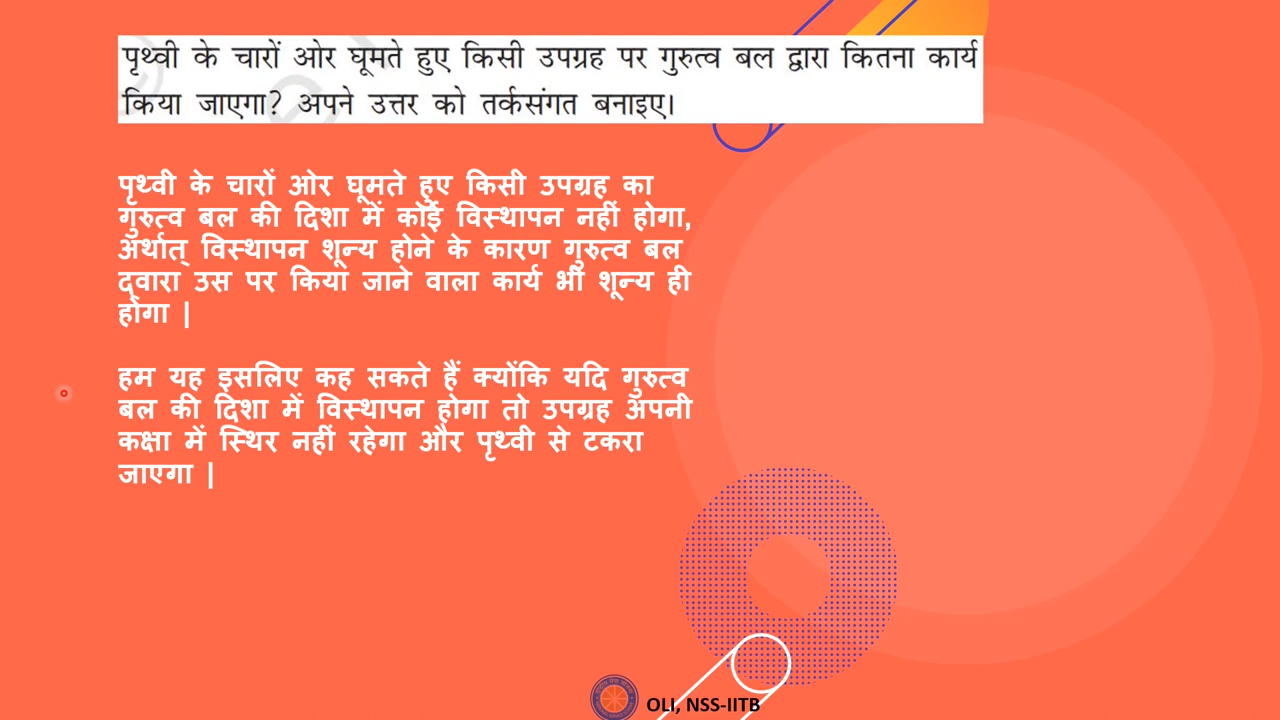 पृथ्वी के चारों ओर घूमते हुए किसी उपग्रह पर गुरुत्व बल द्वारा कितना कार्य
किया जाएगा? अपने उत्तर को तर्कसंगत बनाइए।
पृथ्वी के चारों ओर घूमते हुए किसी उपग्रह का
गुरुत्व बल की दिशा में कोई विस्थापन नहीं होगा,
अर्थात् विस्थापन शून्य होने के कारण गुरुत्व बल
द्वारा उस पर किया जाने वाला कार्य भी शून्य ही
होगा |
हम यह इसलिए कह सकते हैं क्योंकि यदि गुरुत्व
बल की दिशा में विस्थापन होगा तो उपग्रह अपनी
कक्षा में स्थिर नहीं रहेगा और पृथ्वी से टकरा
जाएगा |
OLI, NSS-IITB